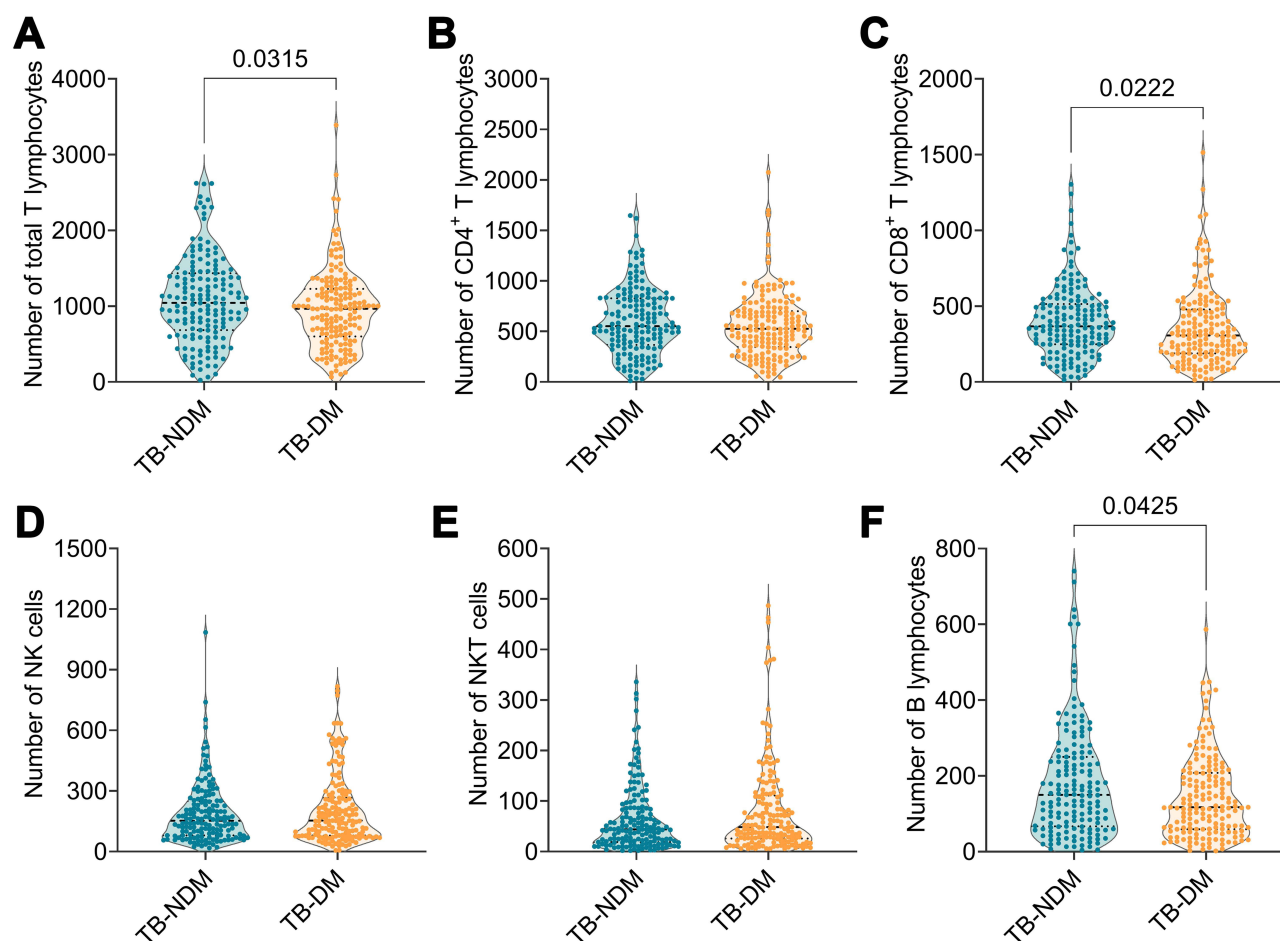 A
Number of total T lymphocytes
4000
3000
2000
1000
0
0.0315
TB-NDM
TB-DM
B
Number of CD4+ T lymphocytes
3000
2500
2000
1500
1000
500
0
TB-NDM
TB-DM
C
Number of CD8+ T lymphocytes
2000
1500
1000
500
0
0.0222
TB-NDM
TB-DM
D
Number of NK cells
1500
1200
900
600
300
0
TB-NDM
TB-DM
E
Number of NKT cells
600
500
400
300
200
100
0
TB-NDM
TB-DM
F
Number of B lymphocytes
800
600
400
200
0
0.0425
TB-NDM
TB-DM